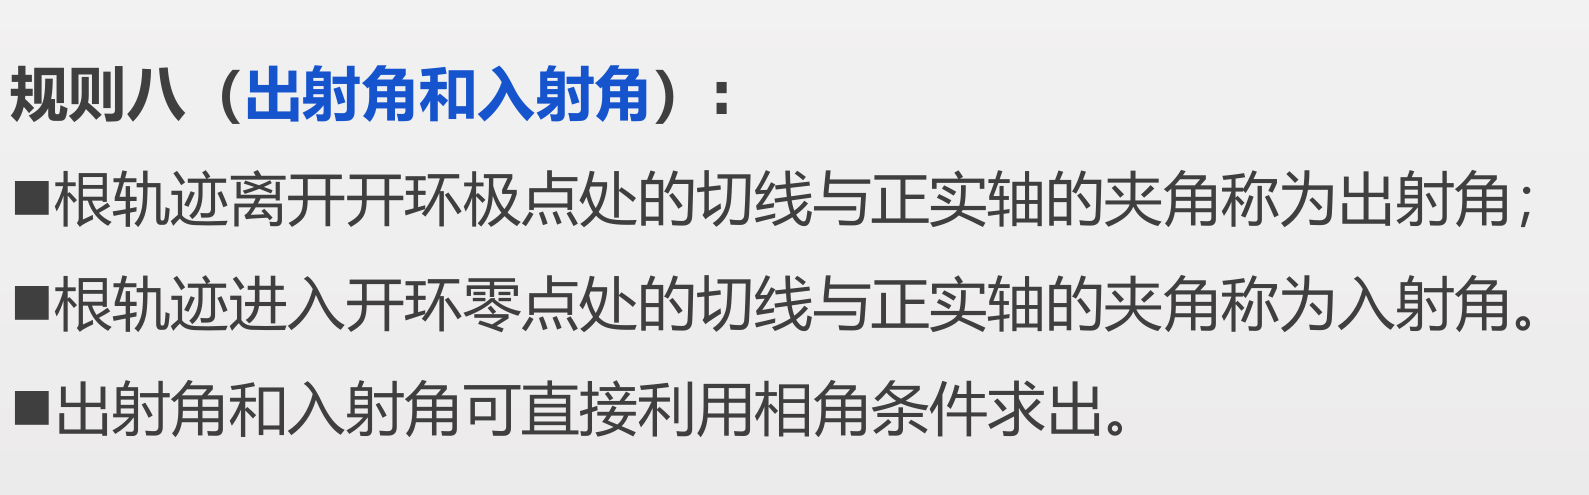 规则八（出射角和入射角）:
■根轨迹离开开环极点处的切线与正实轴的夹角称为出射角;
■根轨迹进入开环零点处的切线与正实轴的夹角称为入射角。
■出射角和入射角可直接利用相角条件求出。